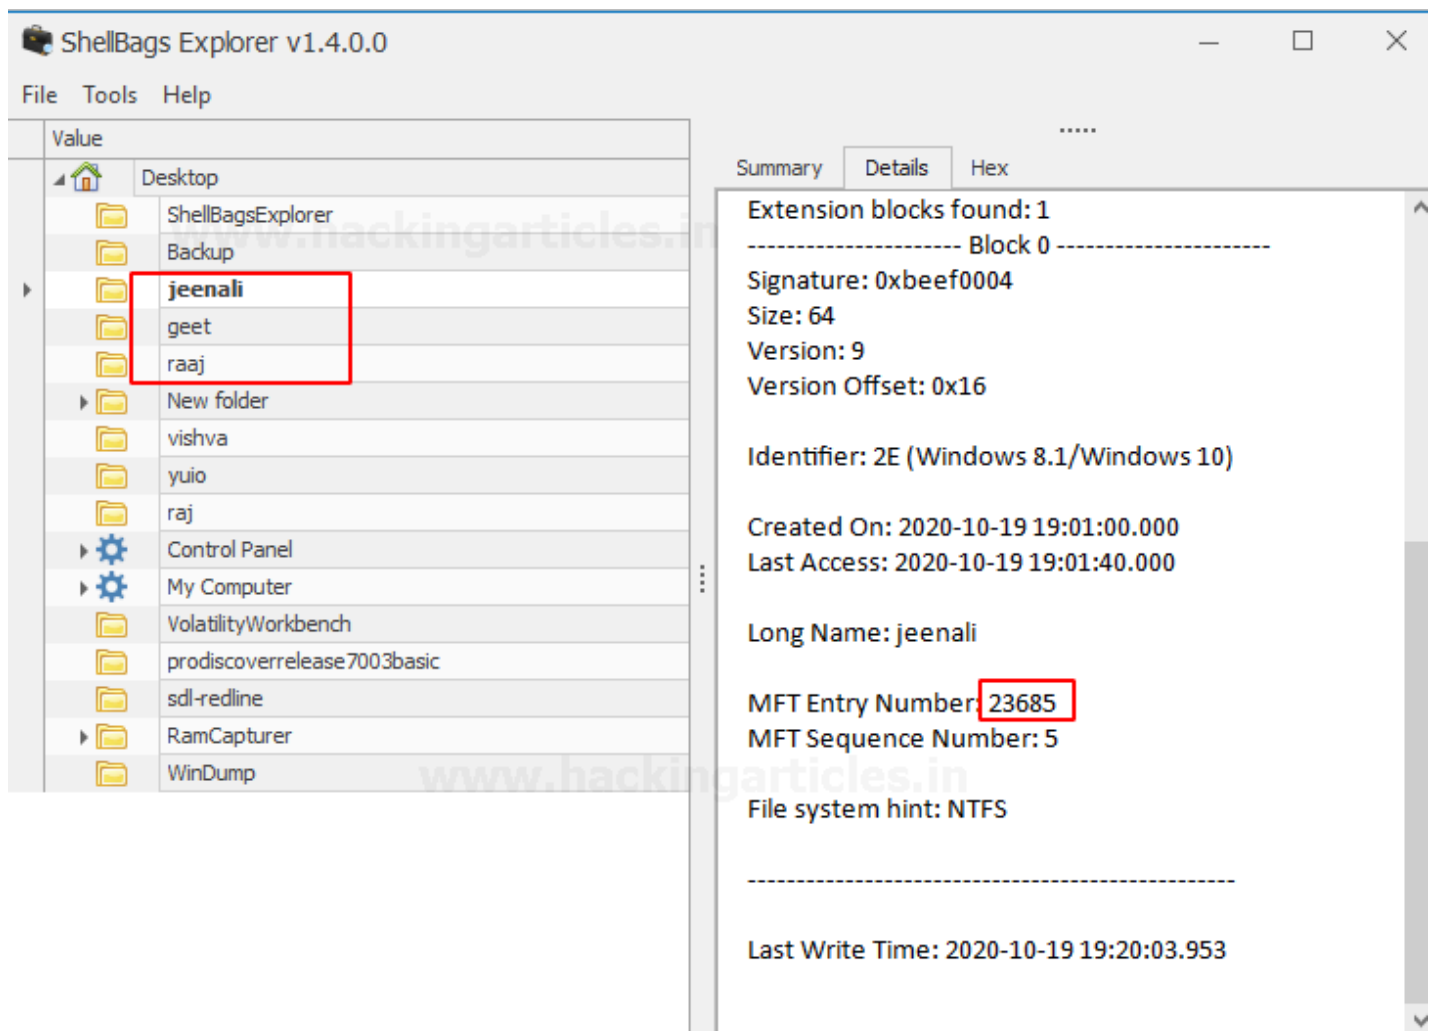 ShellBags Explorer v1.4.0.0
File Tools Help
Value
Desktop
ShellBagsExplorer
Backup
jeenali
geet
raaj
New folder
vishva
yuio
raj
Control Panel
My Computer
VolatilityWorkbench
prodiscoverrelease7003basic
sdl-redline
RamCapturer
WinDump
Summary Details Hex
Extension blocks found: 1
---------------------- Block 0 ----------------------
Signature: 0xbeef0004
Size: 64
Version: 9
Version Offset: 0x16
Identifier: 2E (Windows 8.1/Windows 10)
Created On: 2020-10-19 19:01:00.000
Last Access: 2020-10-19 19:01:40.000
Long Name: jeenali
MFT Entry Number: 23685
MFT Sequence Number: 5
File system hint: NTFS
--------------------------------------------------
Last Write Time: 2020-10-19 19:20:03.953
www.hackingarticles.in
www.hackingarticles.in